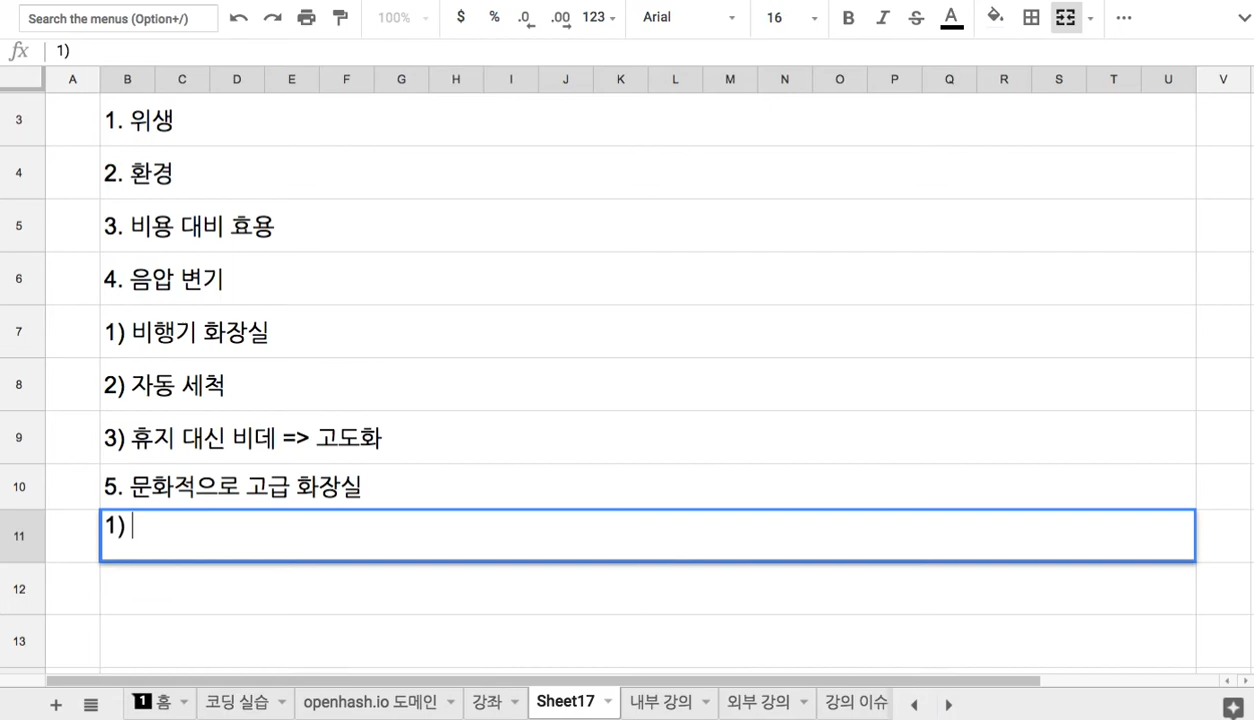 Search the menus (Option+/) 100% $ % .0 .00 123 Arial 16 B I S A
fx 1)
A B C D E F G H I J K L M N O P Q R S T U V
3 1. 위생
4 2. 환경
5 3. 비용 대비 효용
6 4. 음압 변기
7 1) 비행기 화장실
8 2) 자동 세척
9 3) 휴지 대신 비데 => 고도화
10 5. 문화적으로 고급 화장실
11 1)
12
13
1 홈 코딩 실습 openhash.io 도메인 강좌 Sheet17 내부 강의 외부 강의 강의 이슈